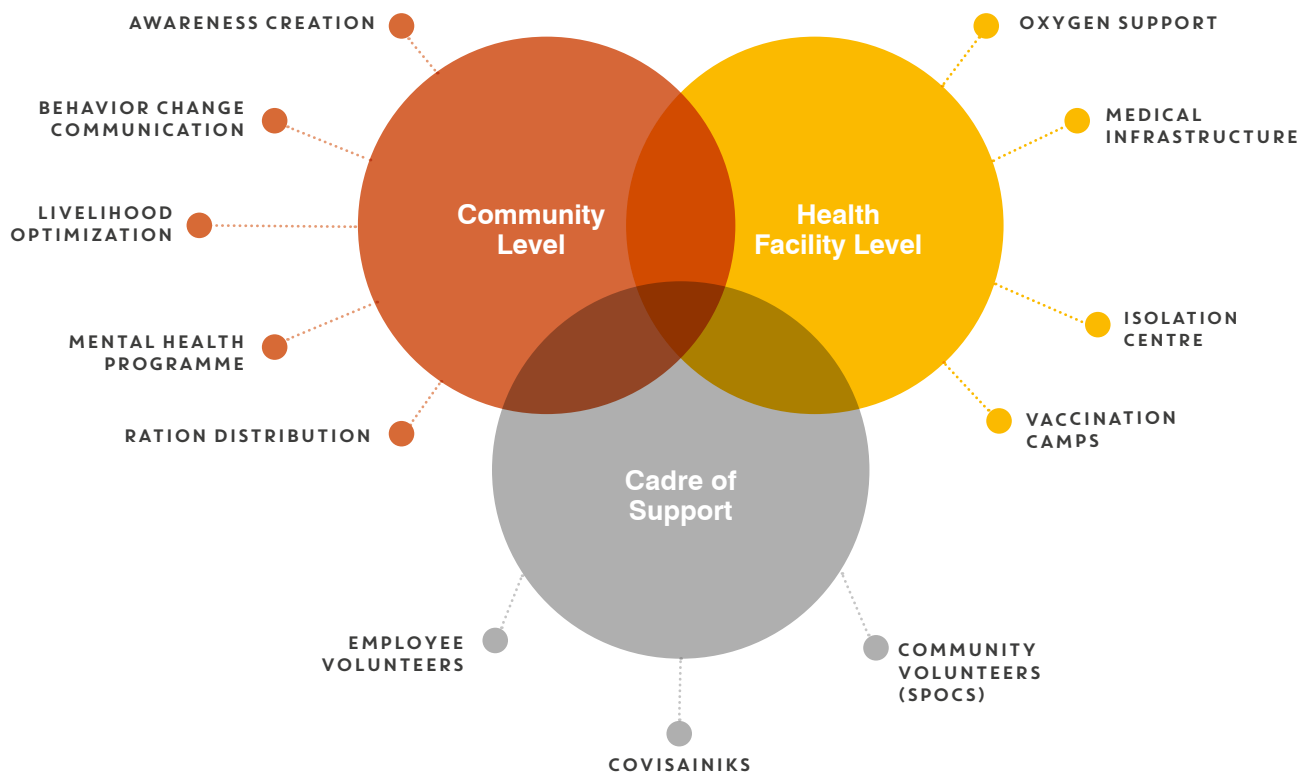 AWARENESS CREATION
BEHAVIOR CHANGE
COMMUNICATION
LIVELIHOOD
OPTIMIZATION
MENTAL HEALTH
PROGRAMME
RATION DISTRIBUTION
Community
Level
Health
Facility Level
OXYGEN SUPPORT
MEDICAL
INFRASTRUCTURE
ISOLATION
CENTRE
VACCINATION
CAMPS
Cadre of
Support
EMPLOYEE
VOLUNTEERS
COVISAINIKS
COMMUNITY
VOLUNTEERS
(SPOCS)